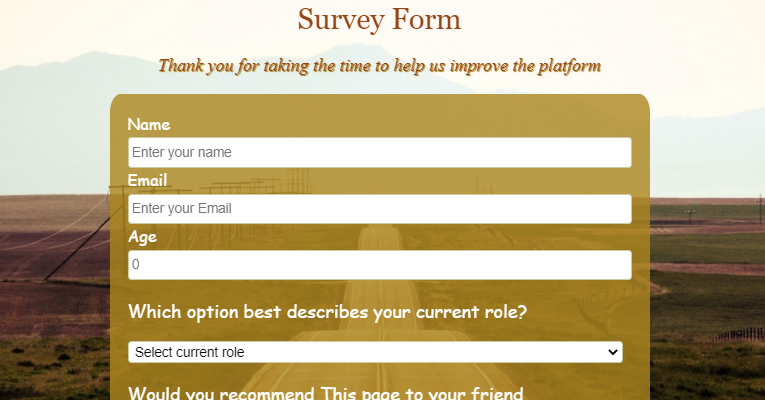 Survey Form
Thank you for taking the time to help us improve the platform
Name
Enter your name
Email
Enter your Email
Age
0
Which option best describes your current role?
Select current role
Would you recommend This page to your friend